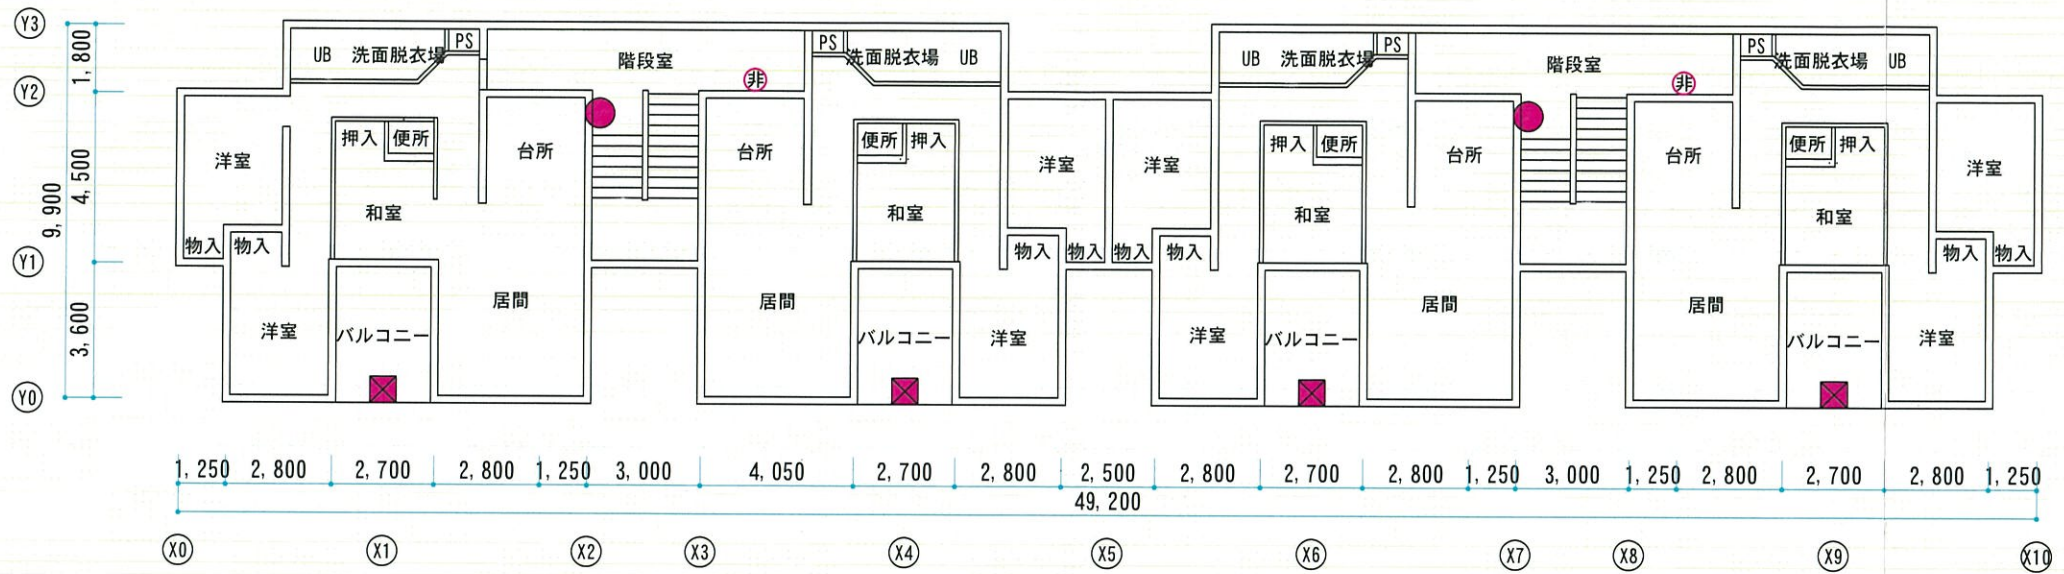 Y3
1,800
UB 洗面脱衣場 PS 階段室 PS 洗面脱衣場 UB
UB 洗面脱衣場 PS 階段室 PS 洗面脱衣場 UB
非
非
Y2
洋室 押入 便所 台所 台所 便所 押入 洋室
洋室 押入 便所 台所 台所 便所 押入 洋室
4,500
9,900
和室 和室 和室 和室
物入 物入 物入 物入 物入 物入 物入 物入
Y1
3,600
洋室 バルコニー 居間 居間 バルコニー 洋室
洋室 バルコニー 居間 居間 バルコニー 洋室
Y0
1,250 2,800 2,700 2,800 1,250 3,000 4,050 2,700 2,800 2,500 2,800 2,700 2,800 1,250 3,000 1,250 2,800 2,700 2,800 1,250
49,200
X0 X1 X2 X3 X4 X5 X6 X7 X8 X9 X10